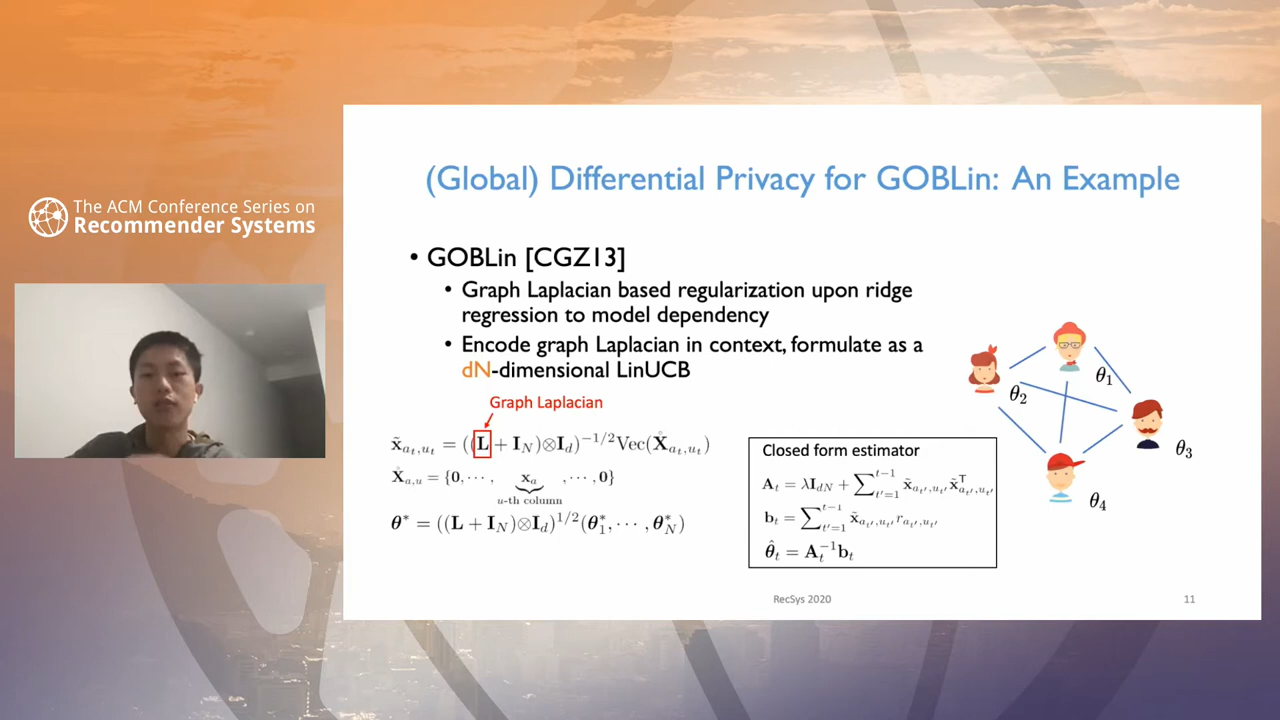 The ACM Conference Series on
Recommender Systems
(Global) Differential Privacy for GOBLin: An Example
• GOBLin [CGZ13]
• Graph Laplacian based regularization upon ridge
regression to model dependency
• Encode graph Laplacian in context, formulate as a
dN-dimensional LinUCB
Graph Laplacian
x̃_{a_t,u_t} = ((L + I_N)⊗I_d)^{−1/2}Vec(X̊_{a_t,u_t})
X̊_{a,u} = {0, ⋯ , x_a , ⋯ , 0}
u-th column
θ* = ((L + I_N)⊗I_d)^{1/2}(θ*_1, ⋯ , θ*_N)
Closed form estimator
A_t = λI_{dN} + ∑_{t'=1}^{t−1} x̃_{a_{t'},u_{t'}} x̃^T_{a_{t'},u_{t'}}
b_t = ∑_{t'=1}^{t−1} x̃_{a_{t'},u_{t'}} r_{a_{t'},u_{t'}}
θ̂_t = A_t^{−1}b_t
θ_1
θ_2
θ_3
θ_4
RecSys 2020
11